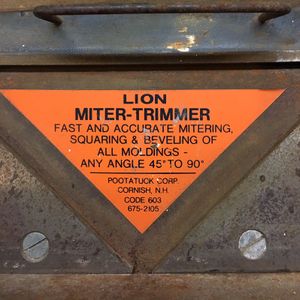 LION
MITER-TRIMMER
FAST AND ACCURATE MITERING,
SQUARING & BEVELING OF
ALL MOLDINGS -
ANY ANGLE 45° TO 90°
POOTATUCK CORP.
CORNISH, N.H.
CODE 603
675-2105